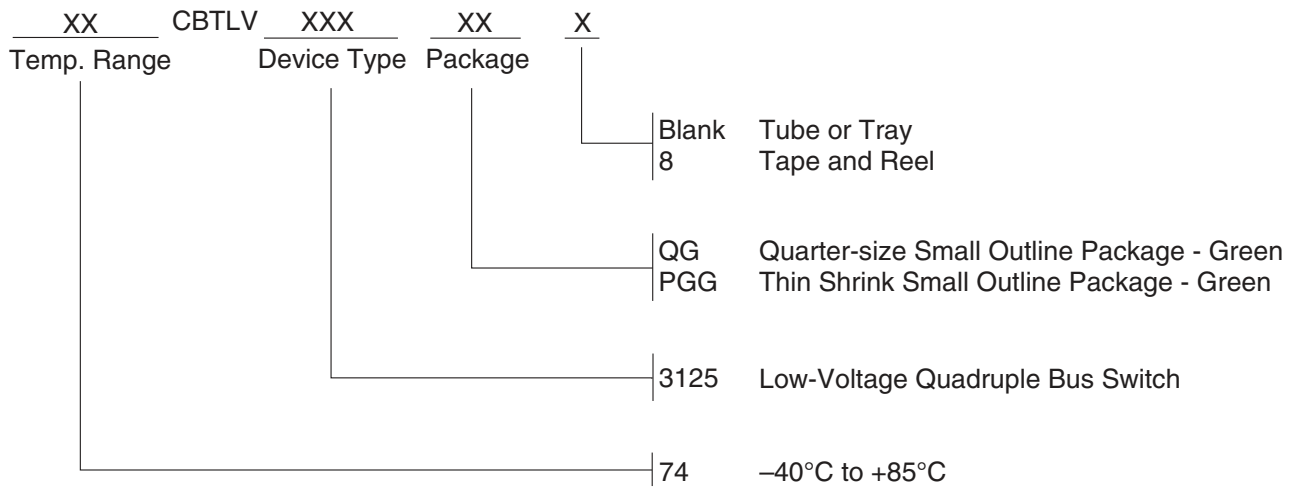 XX CBTLV XXX XX X
Temp. Range Device Type Package
Blank Tube or Tray
8 Tape and Reel
QG Quarter-size Small Outline Package - Green
PGG Thin Shrink Small Outline Package - Green
3125 Low-Voltage Quadruple Bus Switch
74 –40°C to +85°C